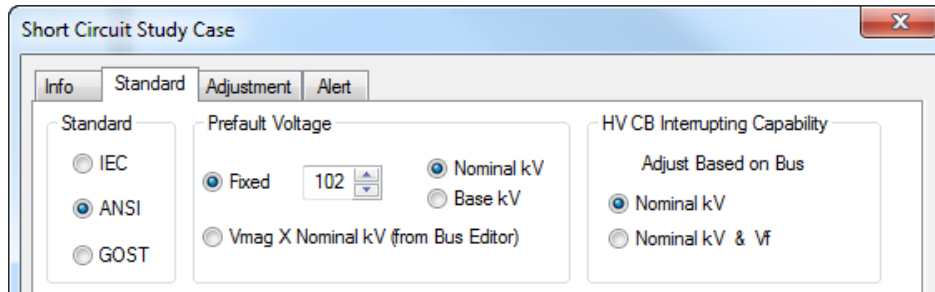 Short Circuit Study Case
Info Standard Adjustment Alert
Standard
IEC
ANSI
GOST
Prefault Voltage
Fixed 102 Nominal kV
Base kV
Vmag X Nominal kV (from Bus Editor)
HV CB Interrupting Capability
Adjust Based on Bus
Nominal kV
Nominal kV & Vf